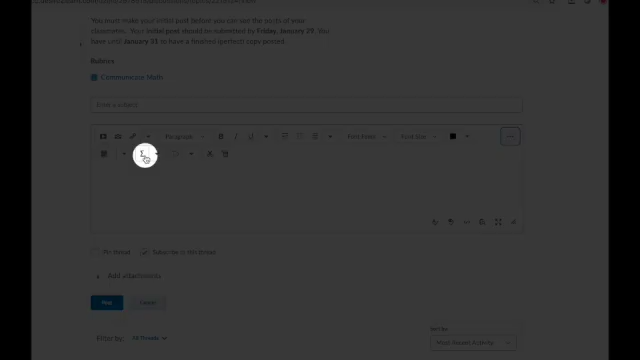 You must make your initial post before you can see the posts of your
classmates. Your initial post should be submitted by Friday, January 29. You
have until January 31 to have a finalized (perfect) copy posted.
Rubrics
Communicate Math
Enter a subject
Paragraph B I U Font Family Font Size
Pin thread Subscribe to this thread
Add attachments
Post Cancel
Filter by: All Threads
Sort by:
Most Recent Activity